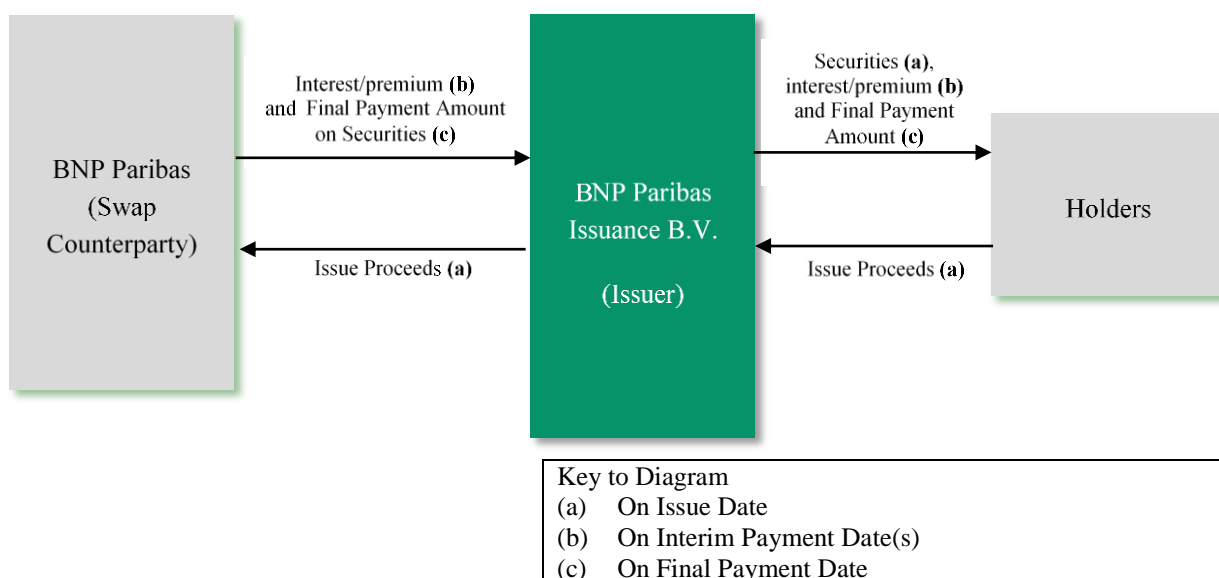 BNP Paribas
(Swap
Counterparty)
Interest/premium (b)
and Final Payment Amount
on Securities (c)
Issue Proceeds (a)
BNP Paribas
Issuance B.V.
(Issuer)
Securities (a),
interest/premium (b)
and Final Payment
Amount (c)
Issue Proceeds (a)
Holders
Key to Diagram
(a) On Issue Date
(b) On Interim Payment Date(s)
(c) On Final Payment Date